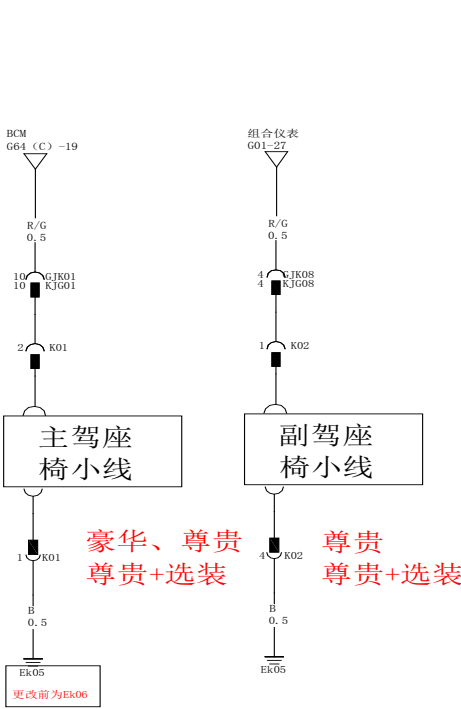 BCM
G64（C）-19
R/G
0.5
10 GJK01
10 KJG01
2 K01
主驾座
椅小线
1 K01
豪华、尊贵
尊贵+选装
B
0.5
Ek05
更改前为Ek06
组合仪表
G01-27
R/G
0.5
4 GJK08
4 KJG08
1 K02
副驾座
椅小线
4 K02
尊贵
尊贵+选装
B
0.5
Ek05